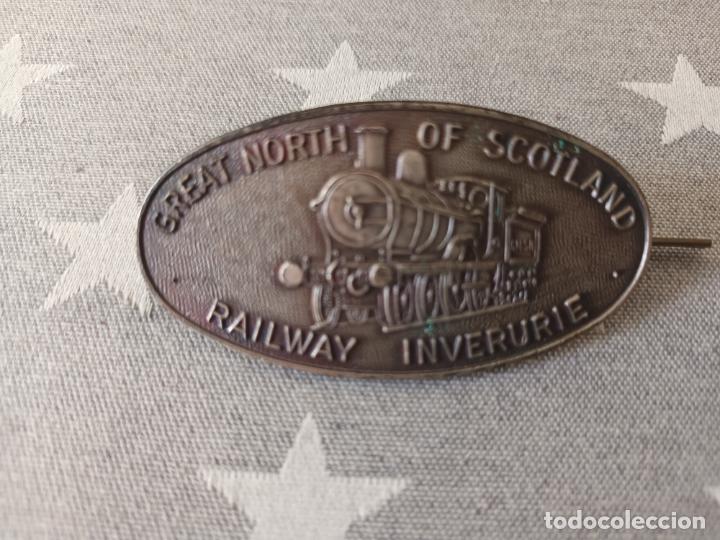 GREAT NORTH OF SCOTLAND
RAILWAY INVERURIE
todocoleccion